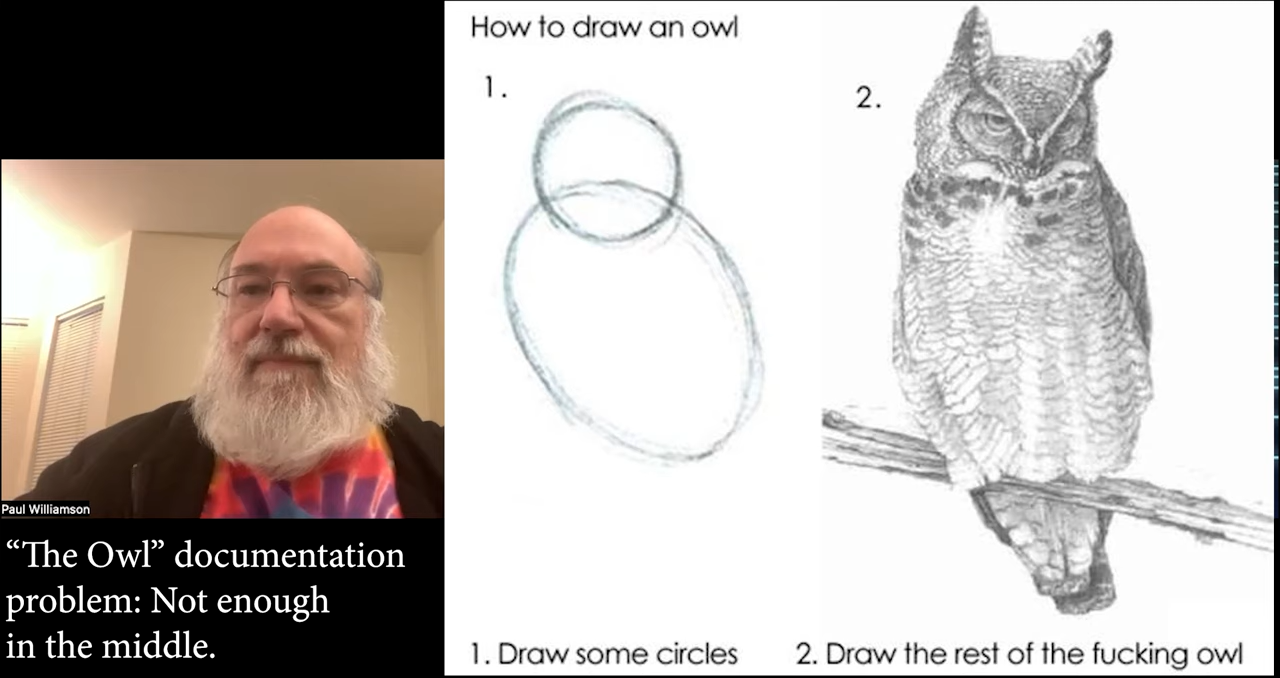 Paul Williamson
“The Owl” documentation
problem: Not enough
in the middle.
How to draw an owl
1.
2.
1. Draw some circles
2. Draw the rest of the fucking owl